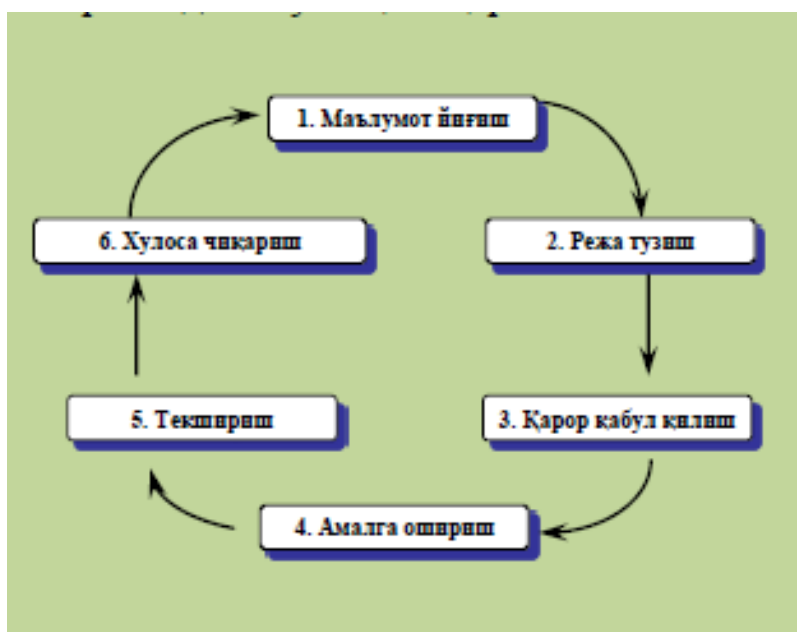 1. Маълумот йиғиш
2. Режа тузиш
3. Қарор қабул қилиш
4. Амалга ошириш
5. Текшириш
6. Хулоса чиқариш